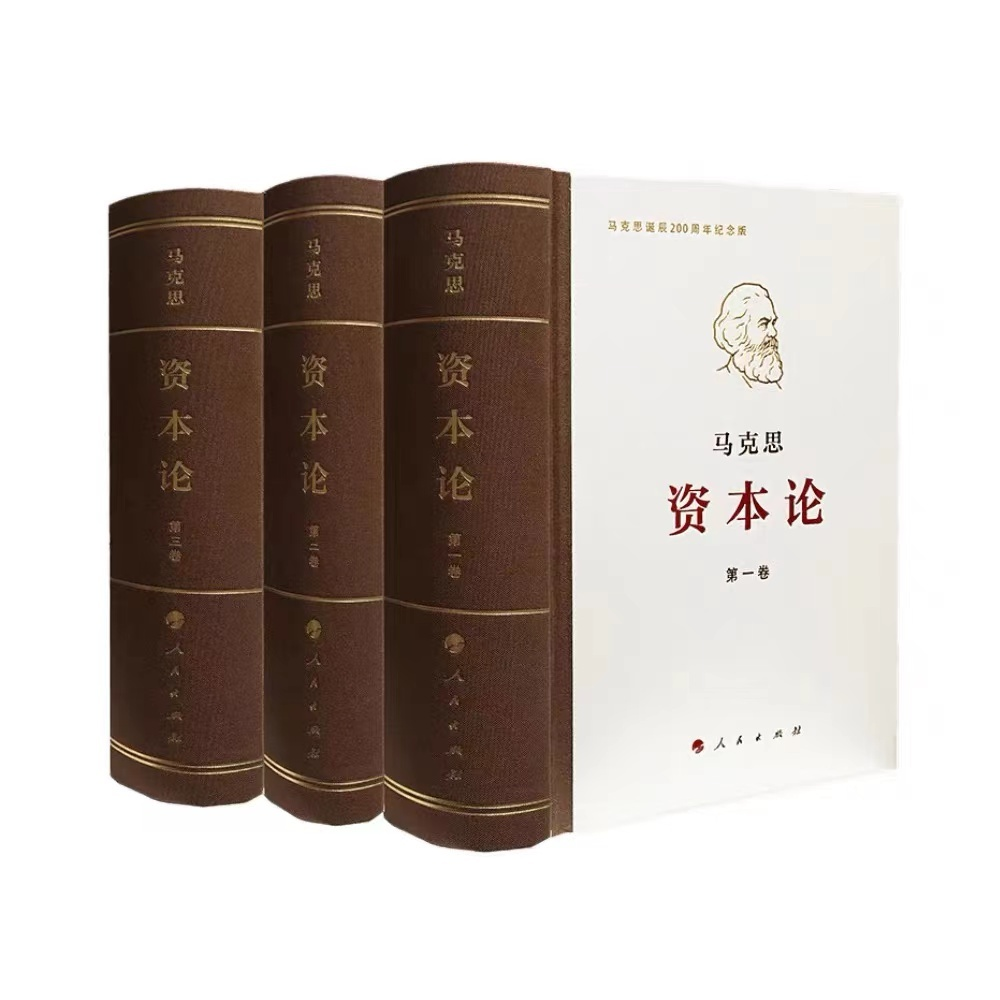 马克思
资本论
第三卷
人民出版社
马克思
资本论
第二卷
人民出版社
马克思
资本论
第一卷
人民出版社
马克思诞辰200周年纪念版
马克思
资本论
第一卷
人民出版社